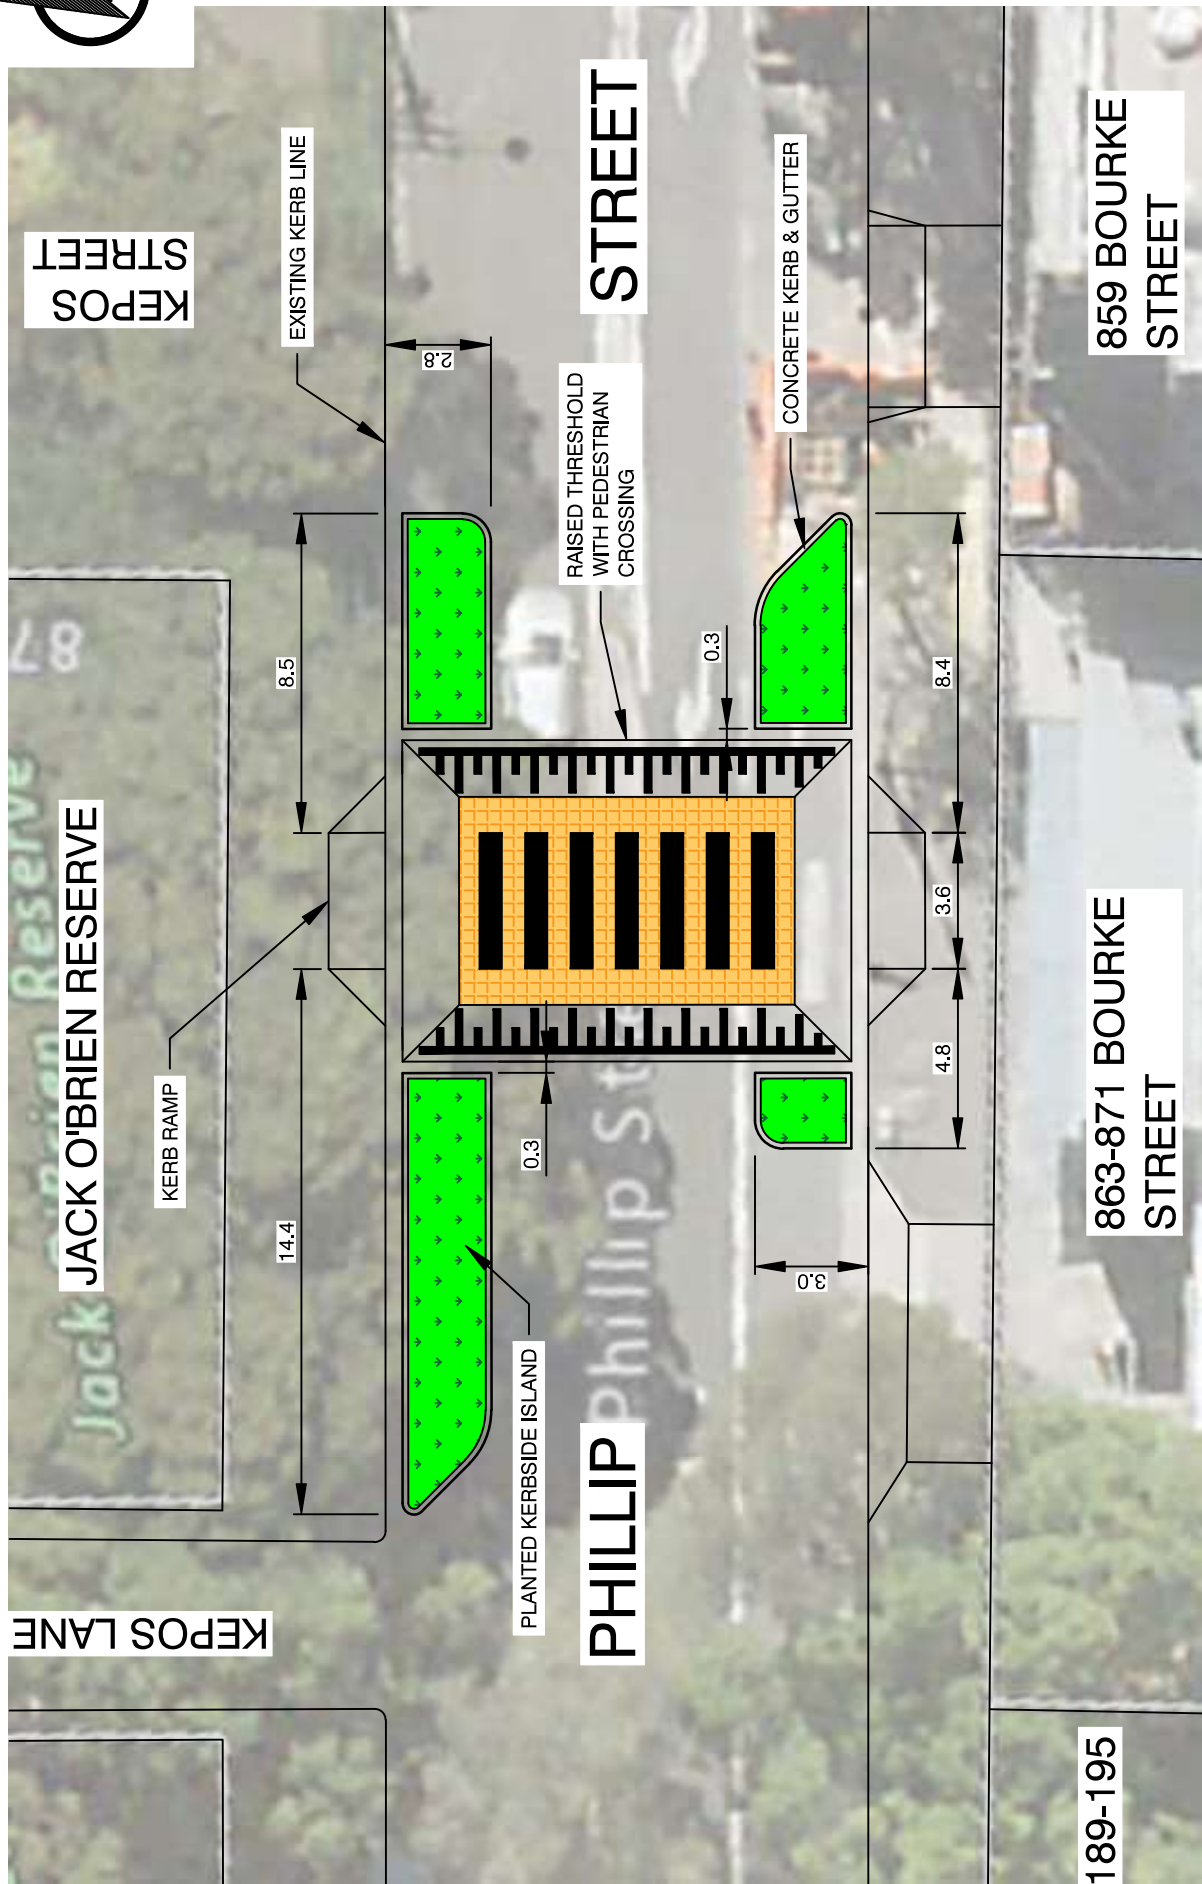 KEPOS
STREET
EXISTING KERB LINE
STREET
CONCRETE KERB & GUTTER
859 BOURKE
STREET
2.8
RAISED THRESHOLD
WITH PEDESTRIAN
CROSSING
87
8.5
0.3
8.4
JACK O'BRIEN RESERVE
Jack O'Brien Reserve
KERB RAMP
3.6
863-871 BOURKE
STREET
14.4
0.3
4.8
3.0
PLANTED KERBSIDE ISLAND
PHILLIP
Phillip Stre
KEPOS LANE
189-195